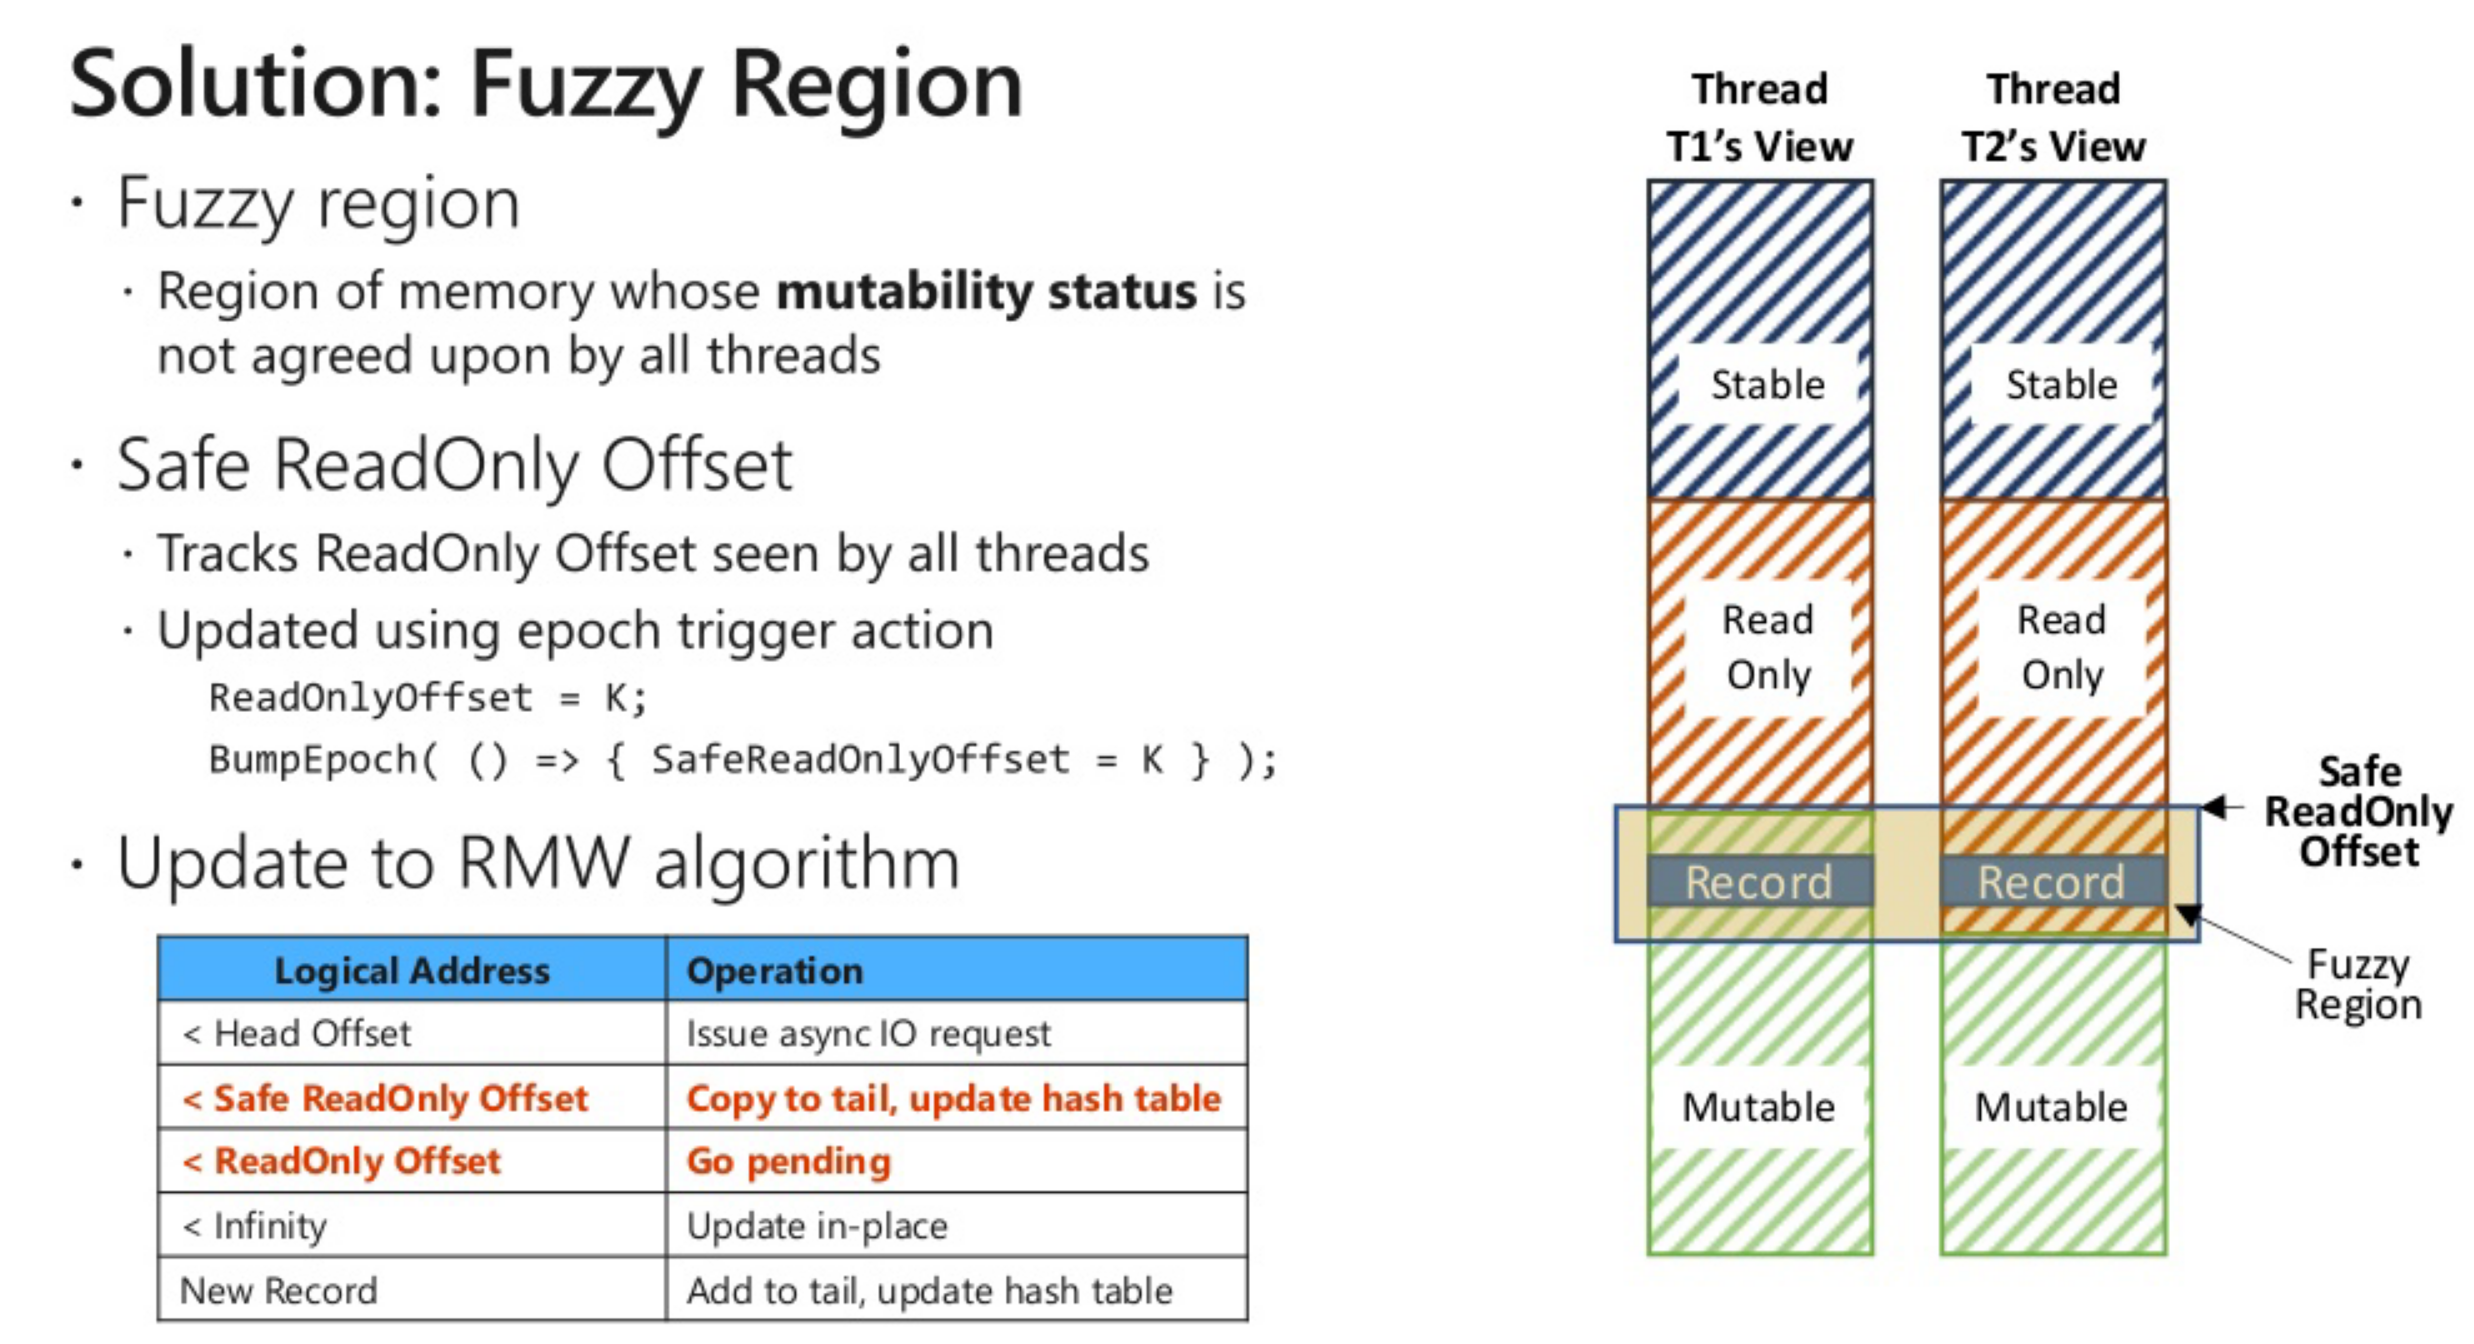 Solution: Fuzzy Region
· Fuzzy region
· Region of memory whose mutability status is
not agreed upon by all threads
· Safe ReadOnly Offset
· Tracks ReadOnly Offset seen by all threads
· Updated using epoch trigger action
ReadOnlyOffset = K;
BumpEpoch( () => { SafeReadOnlyOffset = K } );
· Update to RMW algorithm
Logical Address Operation
< Head Offset Issue async IO request
< Safe ReadOnly Offset Copy to tail, update hash table
< ReadOnly Offset Go pending
< Infinity Update in-place
New Record Add to tail, update hash table
Thread
T1's View
Stable
Read
Only
Record
Mutable
Thread
T2's View
Stable
Read
Only
Record
Mutable
Safe
ReadOnly
Offset
Fuzzy
Region